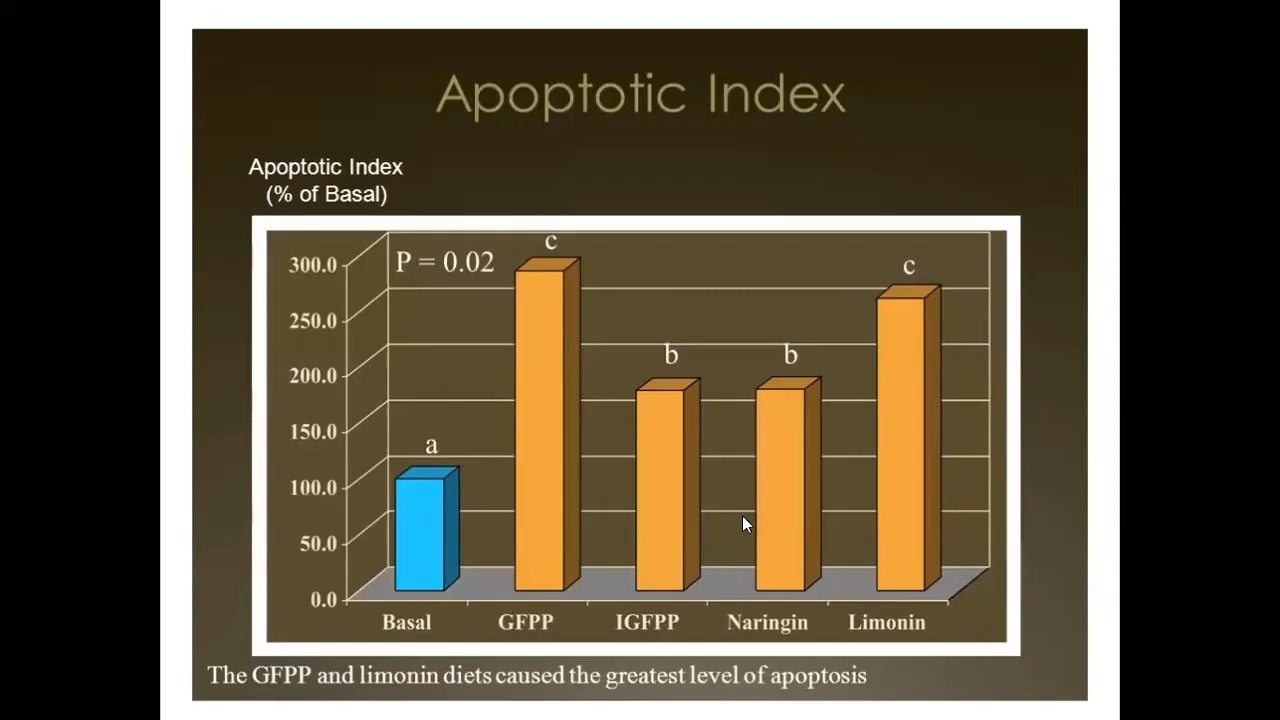 Apoptotic Index
Apoptotic Index
(% of Basal)
P = 0.02
c
c
b
b
a
300.0
250.0
200.0
150.0
100.0
50.0
0.0
Basal
GFPP
IGFPP
Naringin
Limonin
The GFPP and limonin diets caused the greatest level of apoptosis